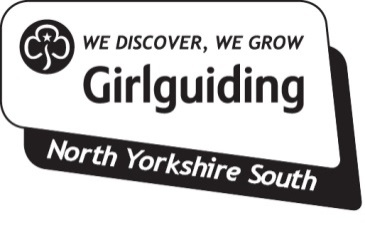 WE DISCOVER, WE GROW
Girlguiding
North Yorkshire South